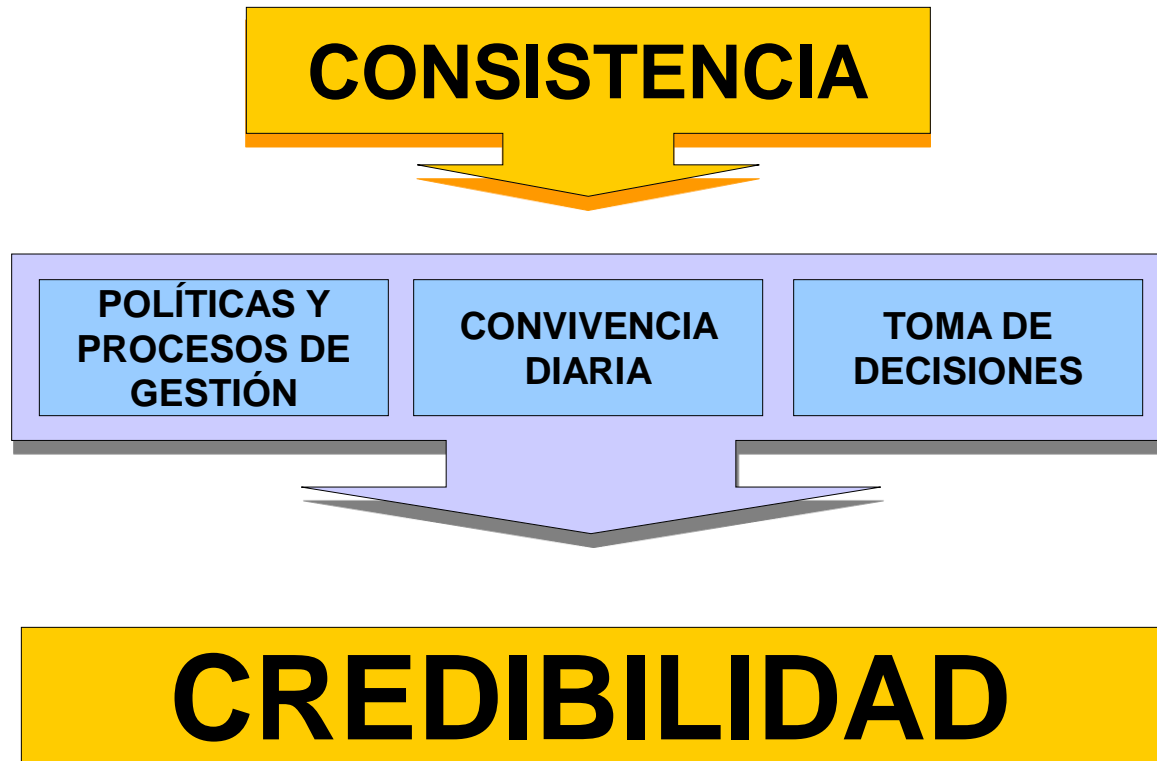 CONSISTENCIA
POLÍTICAS Y
PROCESOS DE
GESTIÓN
CONVIVENCIA
DIARIA
TOMA DE
DECISIONES
CREDIBILIDAD